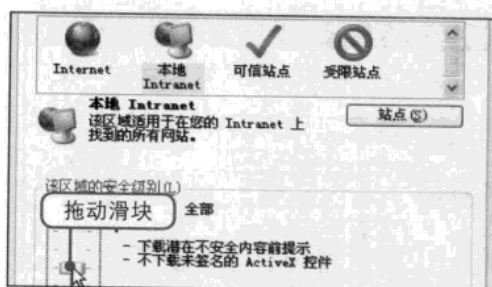 Internet
本地
Intranet
可信站点
受限站点
本地 Intranet
该区域适用于在您的 Intranet 上
找到的所有网站。
站点(S)
该区域的安全级别(L)
拖动滑块
全部
- 下载潜在不安全内容前提示
- 不下载未签名的 ActiveX 控件